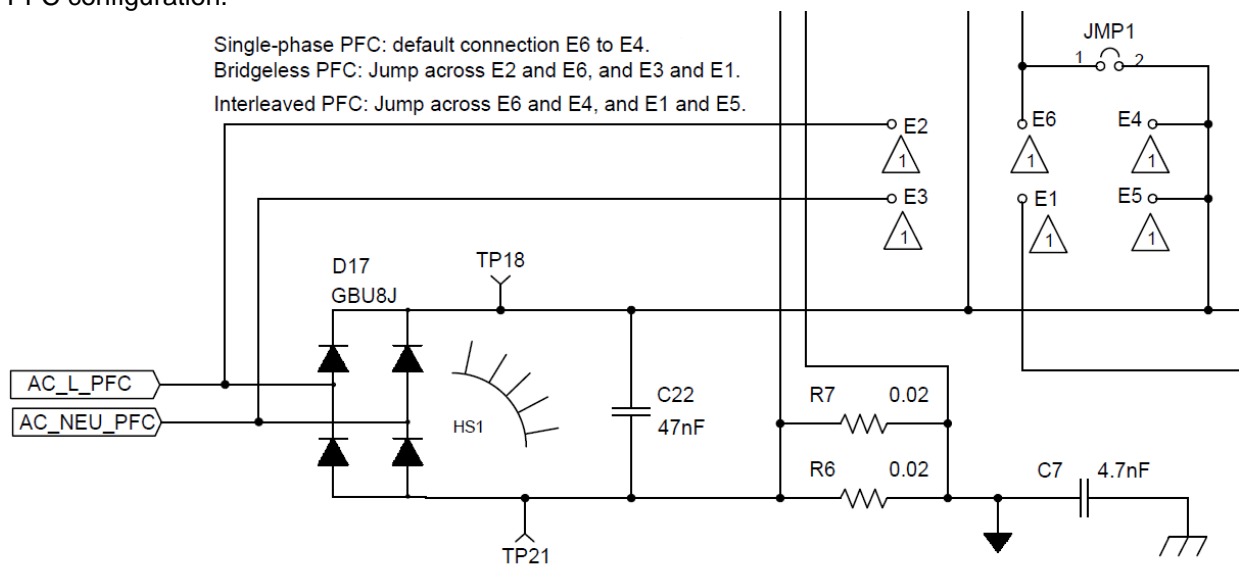 PFC configuration.
Single-phase PFC: default connection E6 to E4.
Bridgeless PFC: Jump across E2 and E6, and E3 and E1.
Interleaved PFC: Jump across E6 and E4, and E1 and E5.
JMP1
1 2
E2 E6 E4
1 1 1
E3 E1 E5
1 1 1
D17
GBU8J
TP18
AC_L_PFC
AC_NEU_PFC
HS1
C22
47nF
R7 0.02
R6 0.02
C7 4.7nF
TP21